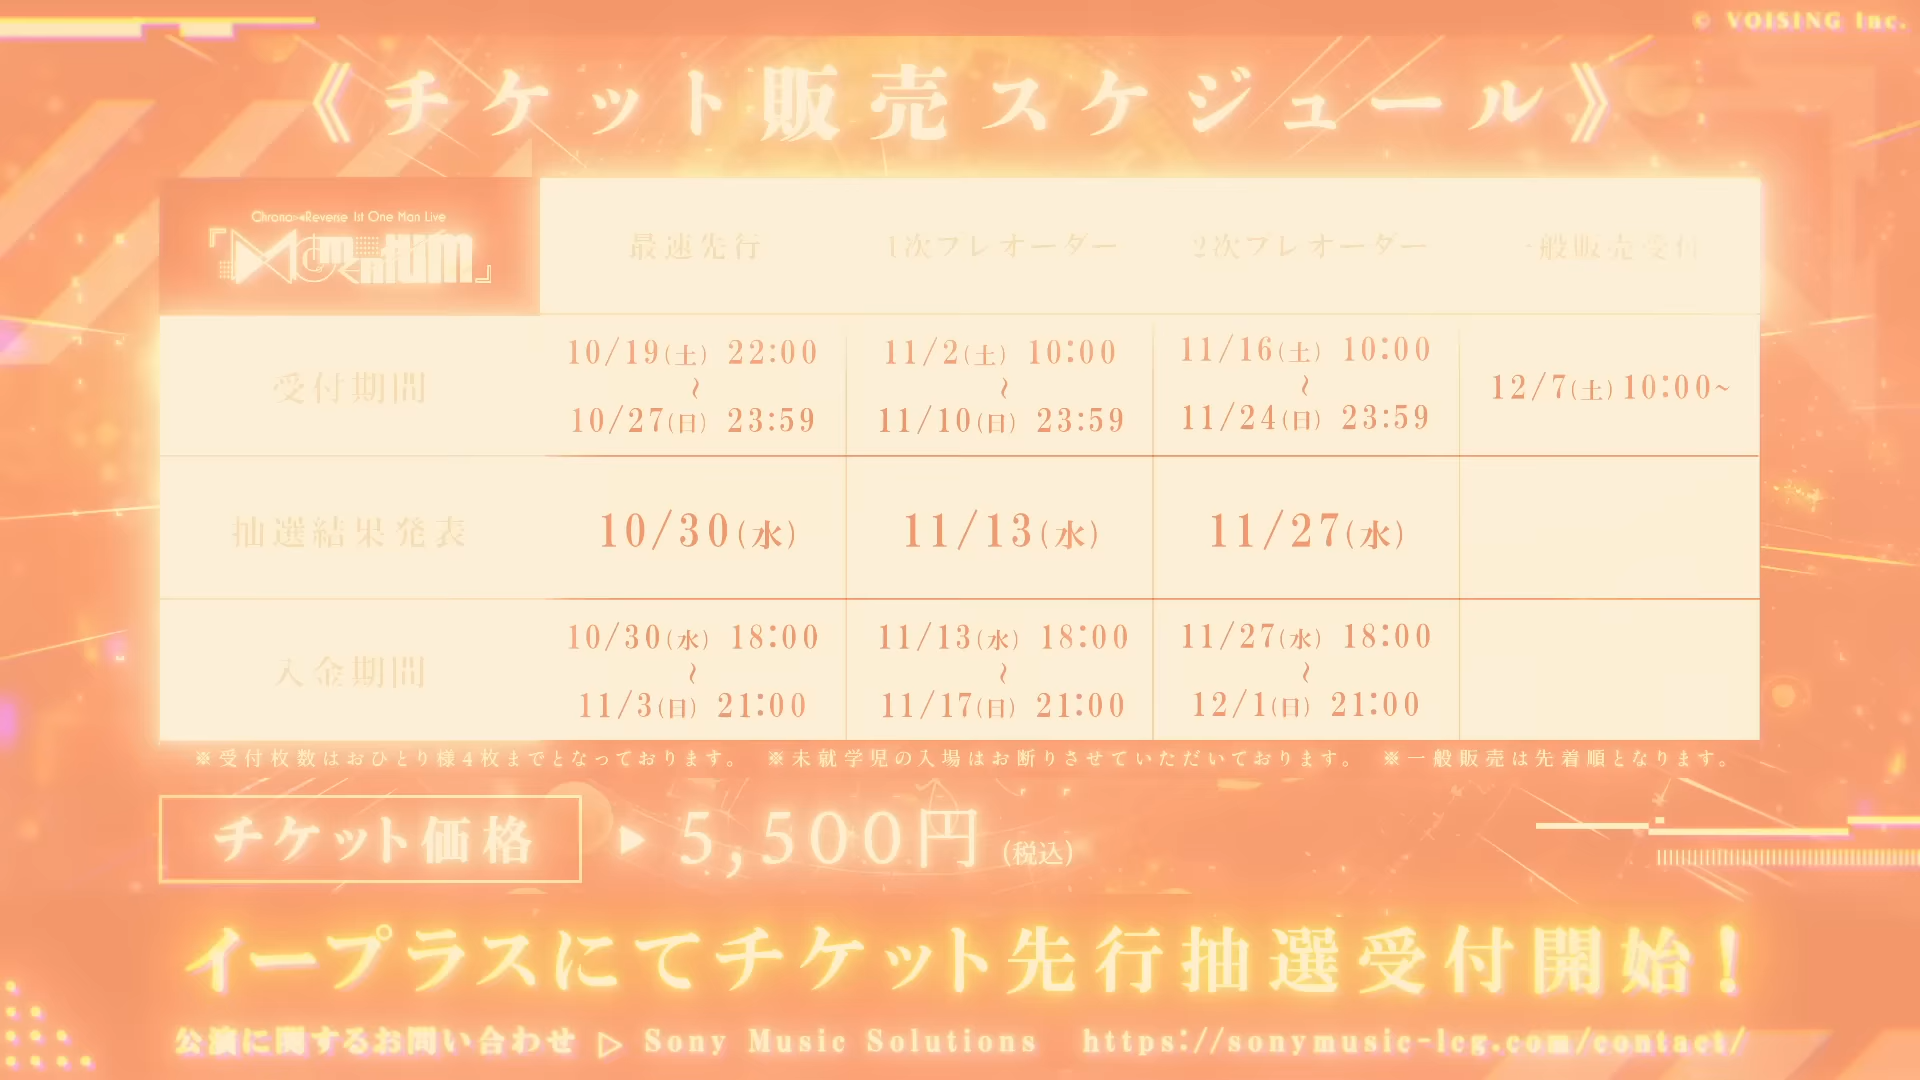 © VOISING Inc.
《チケット販売スケジュール》
Chrono▷◁Reverse 1st One Man Live
『MOMENTUM』
最速先行 1次プレオーダー 2次プレオーダー 一般販売受付
受付期間
10/19(土) 22:00 ~ 10/27(日) 23:59
11/2(土) 10:00 ~ 11/10(日) 23:59
11/16(土) 10:00 ~ 11/24(日) 23:59
12/7(土)10:00~
抽選結果発表 10/30(水) 11/13(水) 11/27(水)
入金期間
10/30(水) 18:00 ~ 11/3(日) 21:00
11/13(水) 18:00 ~ 11/17(日) 21:00
11/27(水) 18:00 ~ 12/1(日) 21:00
※受付枚数はおひとり様4枚までとなっております。 ※未就学児の入場はお断りさせていただいております。 ※一般販売は先着順となります。
チケット価格 ▶ 5,500円(税込)
イープラスにてチケット先行抽選受付開始!
公演に関するお問い合わせ ▷ Sony Music Solutions https://sonymusic-lcg.com/contact/